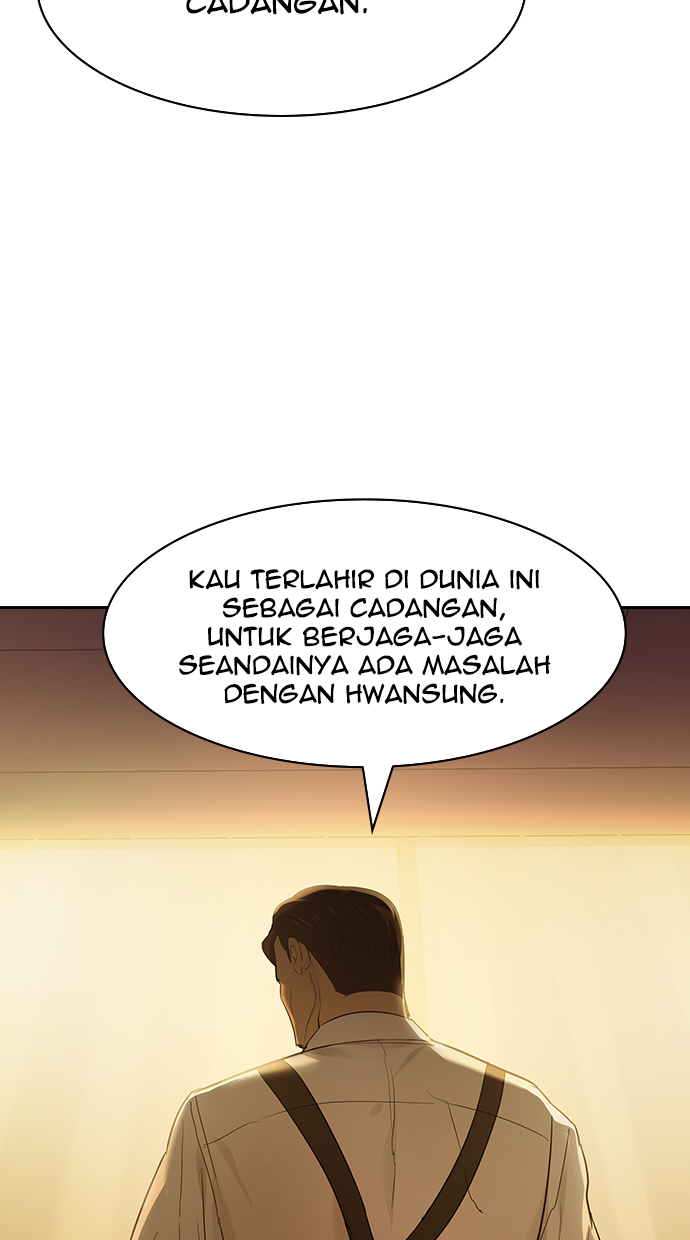 CADANGAN.
KAU TERLAHIR DI DUNIA INI
SEBAGAI CADANGAN,
UNTUK BERJAGA-JAGA
SEANDAINYA ADA MASALAH
DENGAN HWANSUNG.